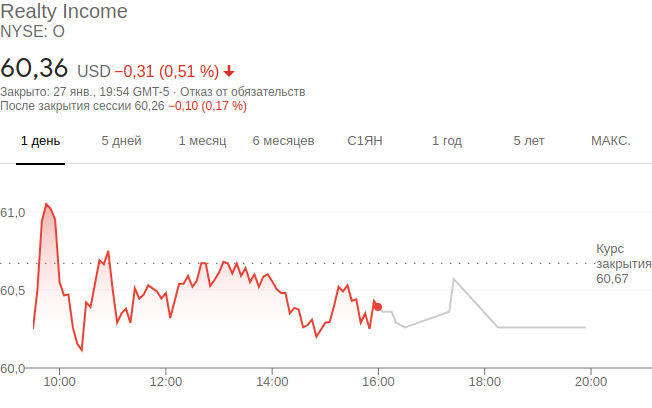 Realty Income
NYSE: O
60,36 USD −0,31 (0,51 %)
Закрыто: 27 янв., 19:54 GMT-5 · Отказ от обязательств
После закрытия сессии 60,26 −0,10 (0,17 %)
1 день 5 дней 1 месяц 6 месяцев С1ЯН 1 год 5 лет МАКС.
61,0
Курс
закрытия
60,67
60,5
60,0
10:00 12:00 14:00 16:00 18:00 20:00